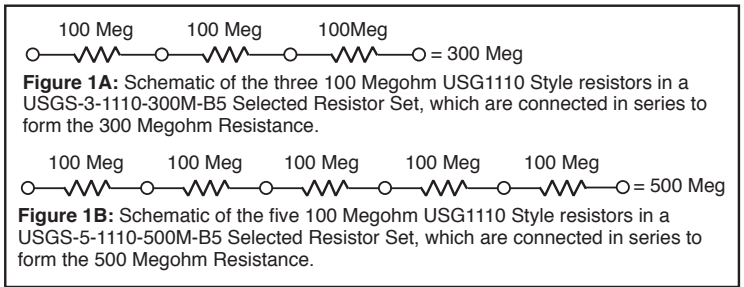 100 Meg 100 Meg 100Meg
= 300 Meg
Figure 1A: Schematic of the three 100 Megohm USG1110 Style resistors in a
USGS-3-1110-300M-B5 Selected Resistor Set, which are connected in series to
form the 300 Megohm Resistance.
100 Meg 100 Meg 100 Meg 100 Meg 100 Meg
= 500 Meg
Figure 1B: Schematic of the five 100 Megohm USG1110 Style resistors in a
USGS-5-1110-500M-B5 Selected Resistor Set, which are connected in series to
form the 500 Megohm Resistance.